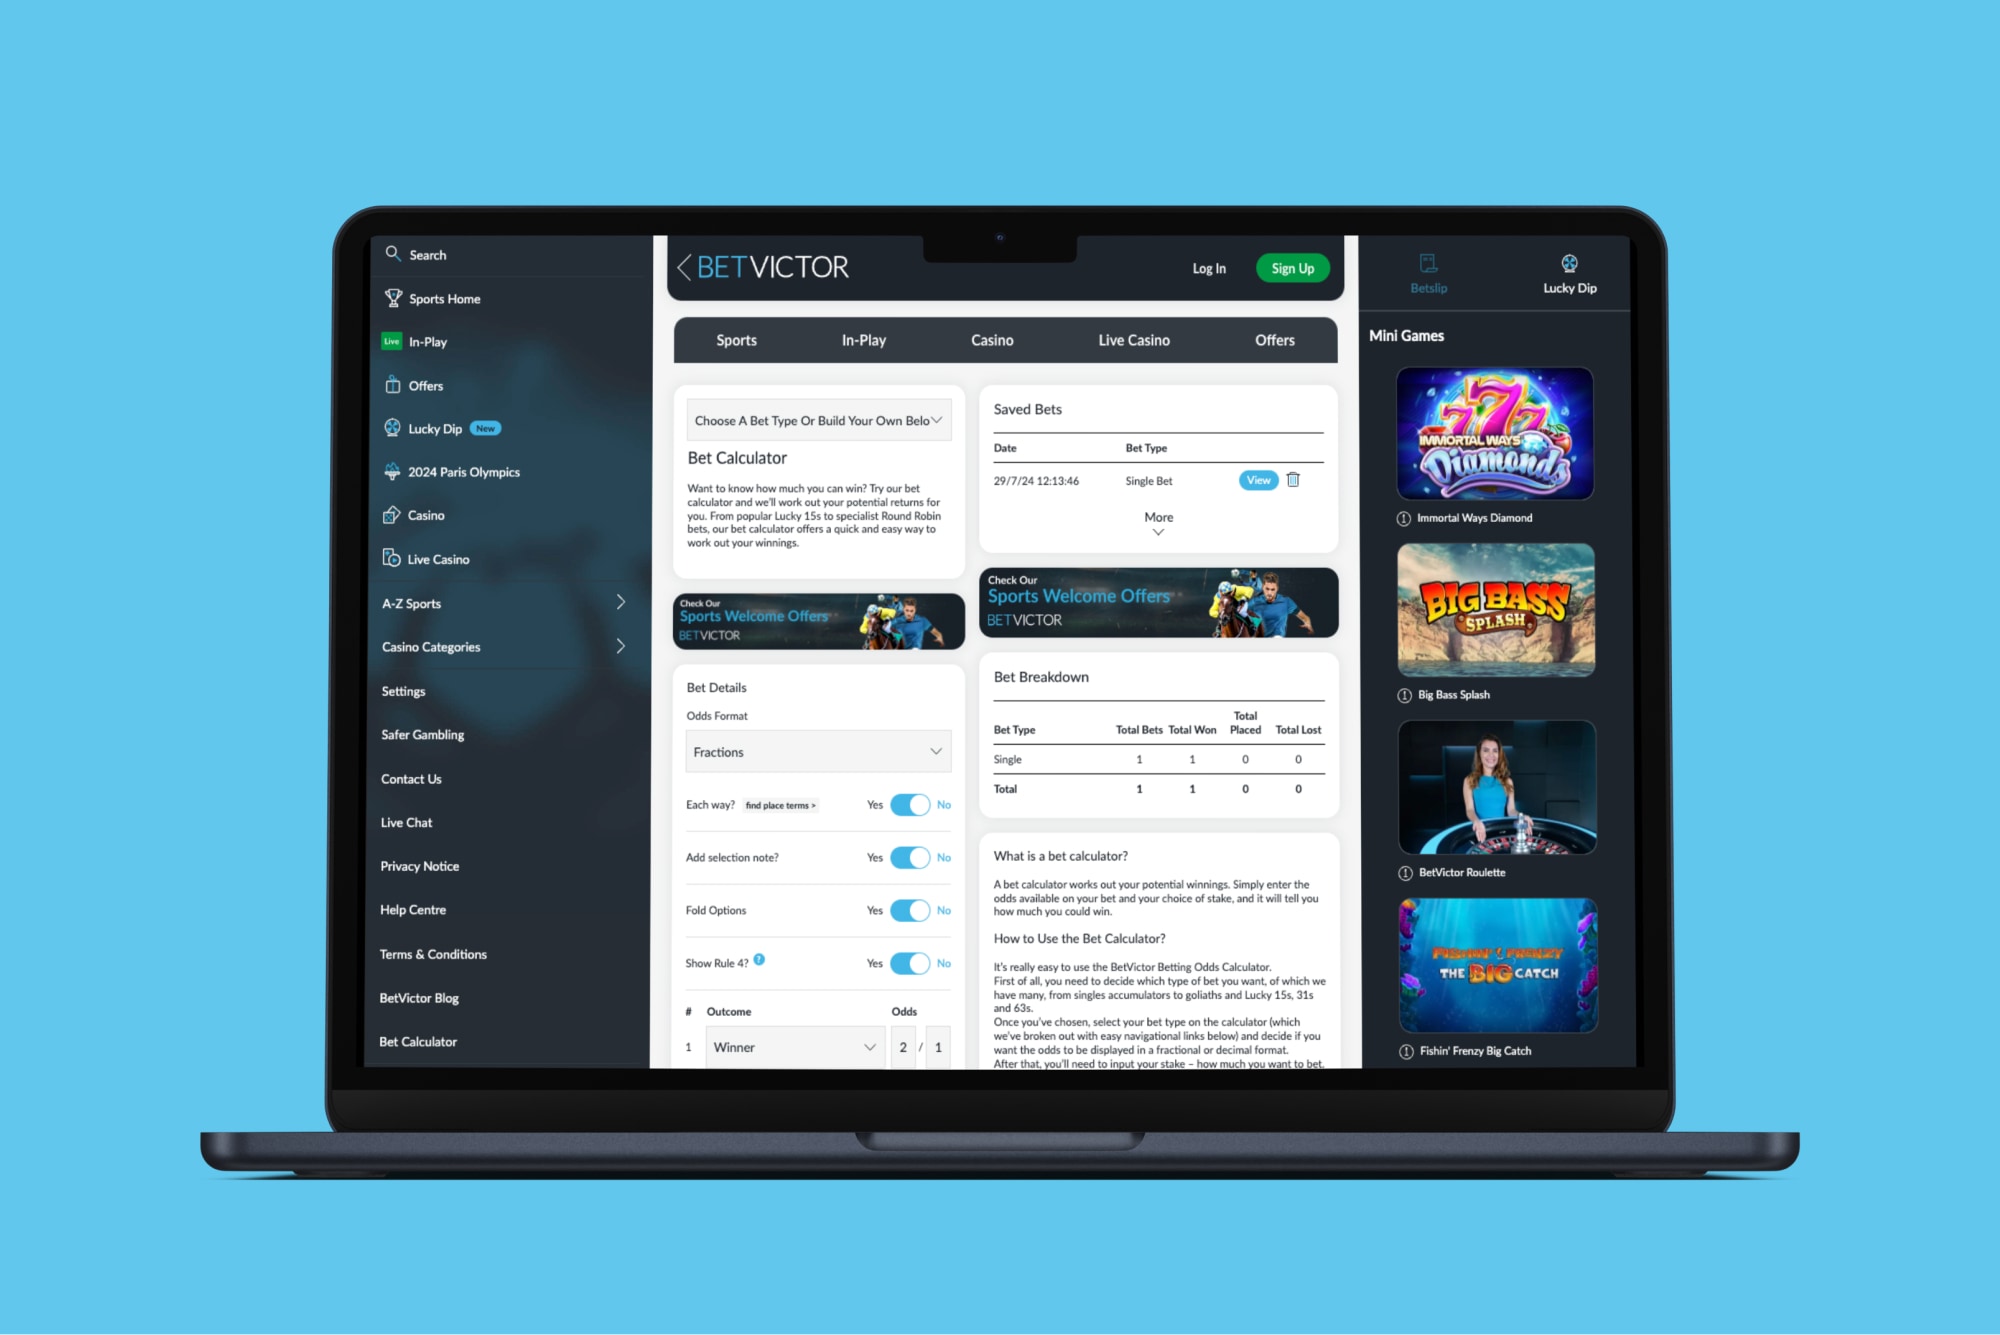 Search
Sports Home
Live In-Play
Offers
Lucky Dip New
2024 Paris Olympics
Casino
Live Casino
A-Z Sports
Casino Categories
Settings
Safer Gambling
Contact Us
Live Chat
Privacy Notice
Help Centre
Terms & Conditions
BetVictor Blog
Bet Calculator
BETVICTOR
Log In
Sign Up
Sports In-Play Casino Live Casino Offers
Choose A Bet Type Or Build Your Own Belo
Bet Calculator
Want to know how much you can win? Try our bet
calculator and we'll work out your potential returns for
you. From popular Lucky 15s to specialist Round Robin
bets, our bet calculator offers a quick and easy way to
work out your winnings.
Check Our
Sports Welcome Offers
BETVICTOR
Bet Details
Odds Format
Fractions
Each way? find place terms > Yes No
Add selection note? Yes No
Fold Options Yes No
Show Rule 4? ? Yes No
# Outcome Odds
1 Winner 2 / 1
Saved Bets
Date Bet Type
29/7/24 12:13:46 Single Bet View
More
Check Our
Sports Welcome Offers
BETVICTOR
Bet Breakdown
Bet Type Total Bets Total Won Total Placed Total Lost
Single 1 1 0 0
Total 1 1 0 0
What is a bet calculator?
A bet calculator works out your potential winnings. Simply enter the
odds available on your bet and your choice of stake, and it will tell you
how much you could win.
How to Use the Bet Calculator?
It's really easy to use the BetVictor Betting Odds Calculator.
First of all, you need to decide which type of bet you want, of which we
have many, from singles accumulators to goliaths and Lucky 15s, 31s
and 63s.
Once you've chosen, select your bet type on the calculator (which
we've broken out with easy navigational links below) and decide if you
want the odds to be displayed in a fractional or decimal format.
After that, you'll need to input your stake – how much you want to bet.
Betslip
Lucky Dip
Mini Games
777
IMMORTAL WAYS
Diamonds
Immortal Ways Diamond
BIG BASS
SPLASH
Big Bass Splash
BetVictor Roulette
FISHIN' FRENZY
THE BIG CATCH
Fishin' Frenzy Big Catch